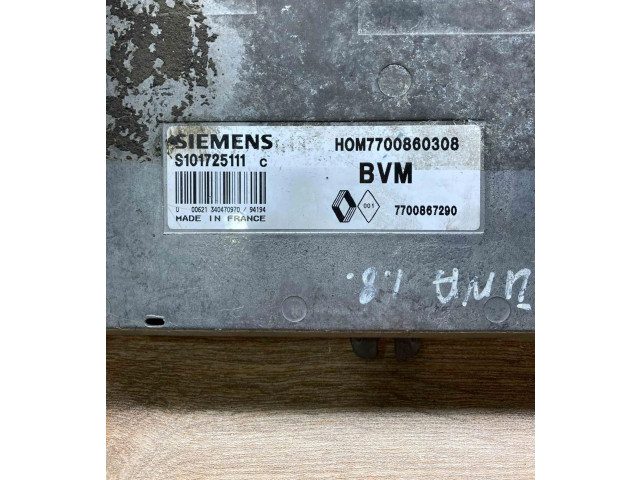 SIEMENS
S101725111 C
0 00621 340470970 / 94194
MADE IN FRANCE
HOM7700860308
BVM
001
7700867290
1.8.